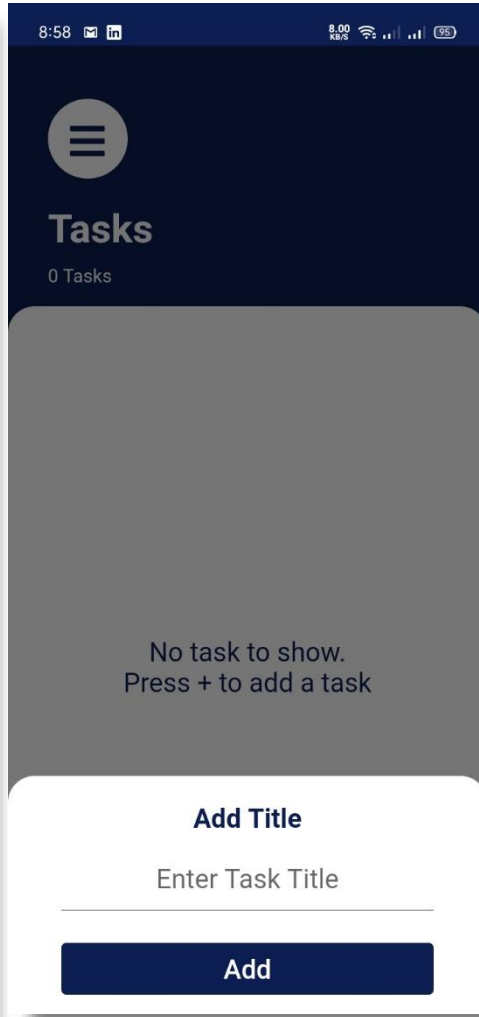 8:58
8.00
KB/S
95
in
Tasks
0 Tasks
No task to show.
Press + to add a task
Add Title
Enter Task Title
Add